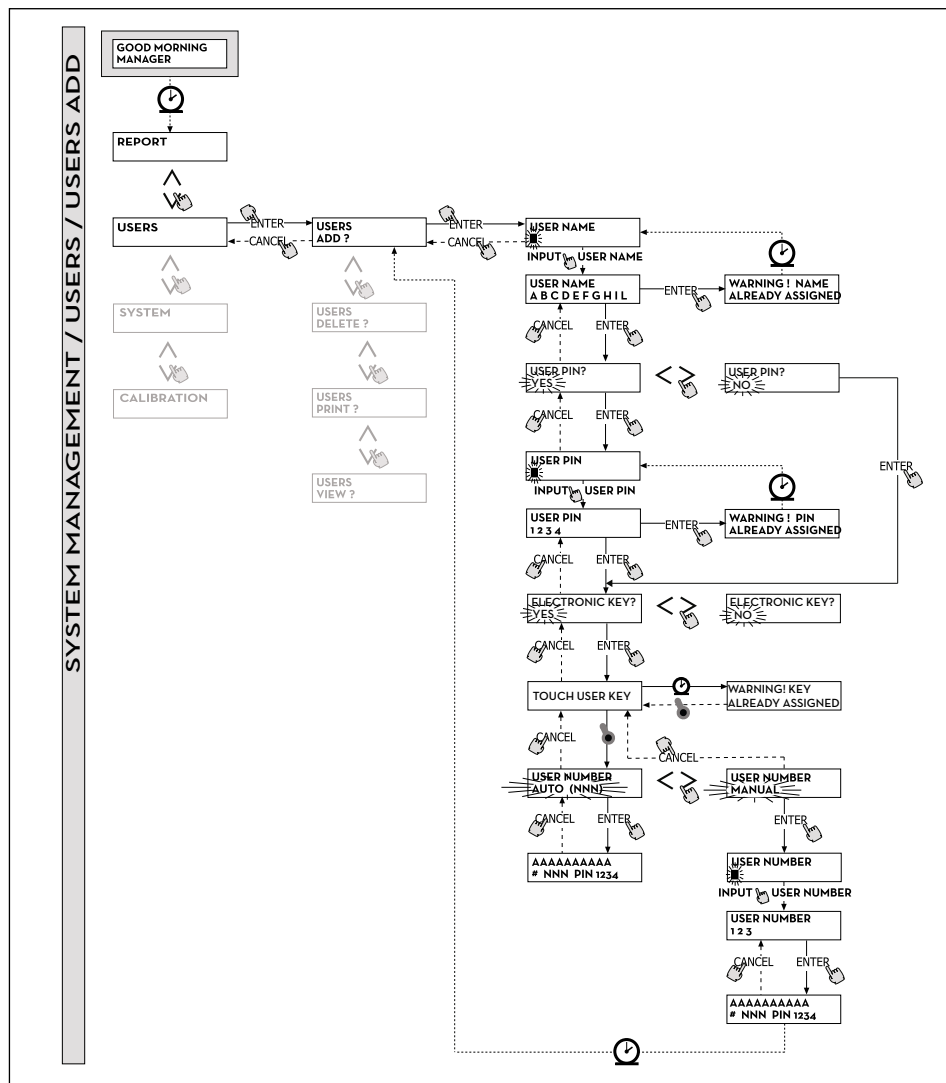 SYSTEM MANAGEMENT / USERS / USERS ADD
GOOD MORNING
MANAGER
REPORT
USERS
ENTER
CANCEL
USERS
ADD ?
ENTER
CANCEL
USER NAME
INPUT USER NAME
SYSTEM
USERS
DELETE ?
USER NAME
A B C D E F G H I L
ENTER
WARNING ! NAME
ALREADY ASSIGNED
CANCEL
ENTER
CALIBRATION
USERS
PRINT ?
USER PIN?
YES
< >
USER PIN?
NO
CANCEL
ENTER
USERS
VIEW ?
USER PIN
ENTER
INPUT USER PIN
USER PIN
1 2 3 4
ENTER
WARNING ! PIN
ALREADY ASSIGNED
CANCEL
ENTER
ELECTRONIC KEY?
YES
< >
ELECTRONIC KEY?
NO
CANCEL
ENTER
TOUCH USER KEY
WARNING! KEY
ALREADY ASSIGNED
CANCEL
CANCEL
USER NUMBER
AUTO (NNN)
< >
USER NUMBER
MANUAL
CANCEL
ENTER
ENTER
AAAAAAAAAA
# NNN PIN 1234
USER NUMBER
INPUT USER NUMBER
USER NUMBER
1 2 3
CANCEL
ENTER
AAAAAAAAAA
# NNN PIN 1234